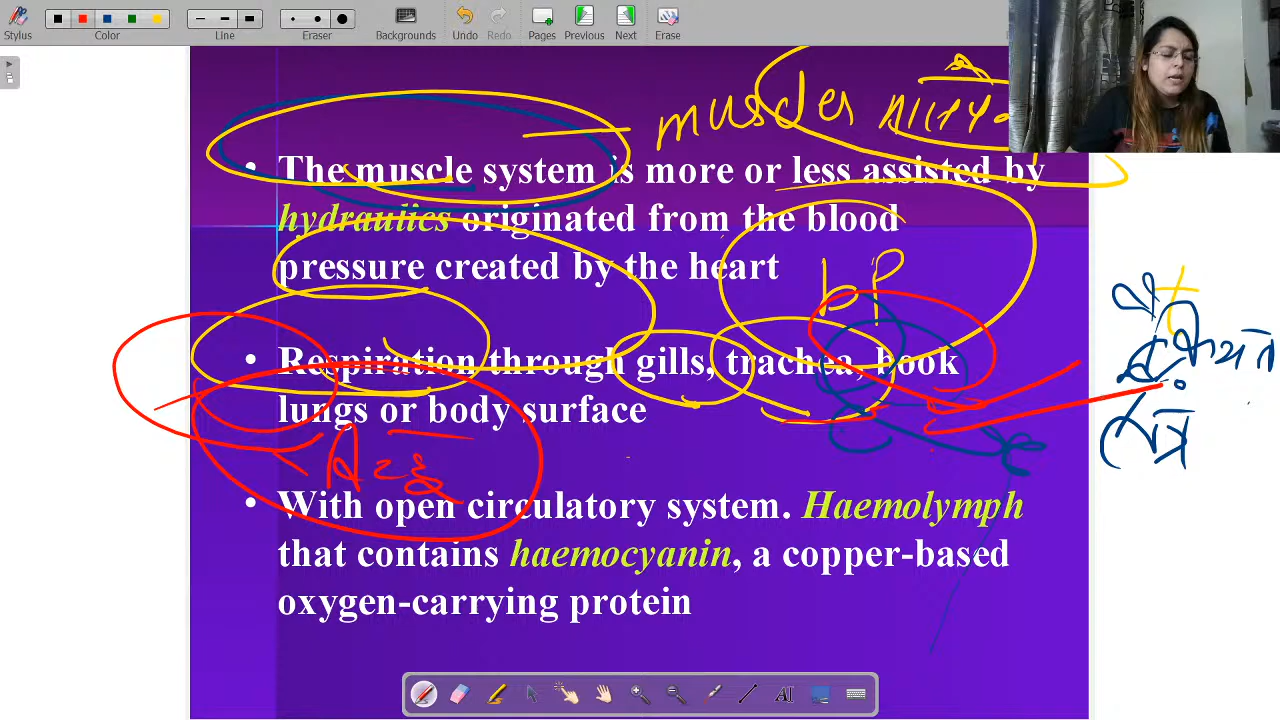 Stylus
Color
Line
Eraser
Backgrounds
Undo
Redo
Pages
Previous
Next
Erase
muscles
• The muscle system is more or less assisted by
hydraulics originated from the blood
pressure created by the heart
bP
• Respiration through gills, trachea, book
lungs or body surface
• With open circulatory system. Haemolymph
that contains haemocyanin, a copper-based
oxygen-carrying protein